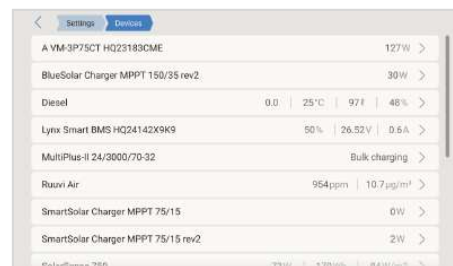 Settings Devices
A VM-3P75CT HQ23183CME 127W
BlueSolar Charger MPPT 150/35 rev2 30W
Diesel 0.0 | 25°C | 97ℓ | 48%
Lynx Smart BMS HQ24142X9K9 50% | 26.52V | 0.6A
MultiPlus-II 24/3000/70-32 Bulk charging
Ruuvi Air 954ppm | 10.7µg/m³
SmartSolar Charger MPPT 75/15 0W
SmartSolar Charger MPPT 75/15 rev2 2W